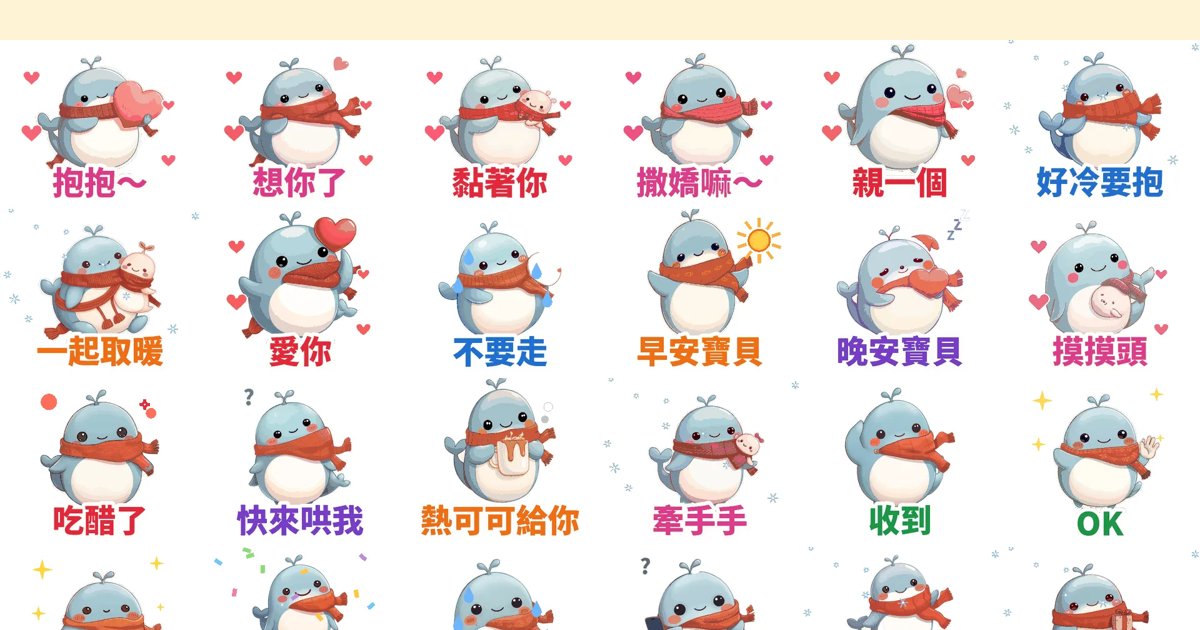 抱抱～
想你了
黏著你
撒嬌嘛～
親一個
好冷要抱
一起取暖
愛你
不要走
早安寶貝
晚安寶貝
摸摸頭
吃醋了
快來哄我
熱可可給你
牽手手
收到
OK